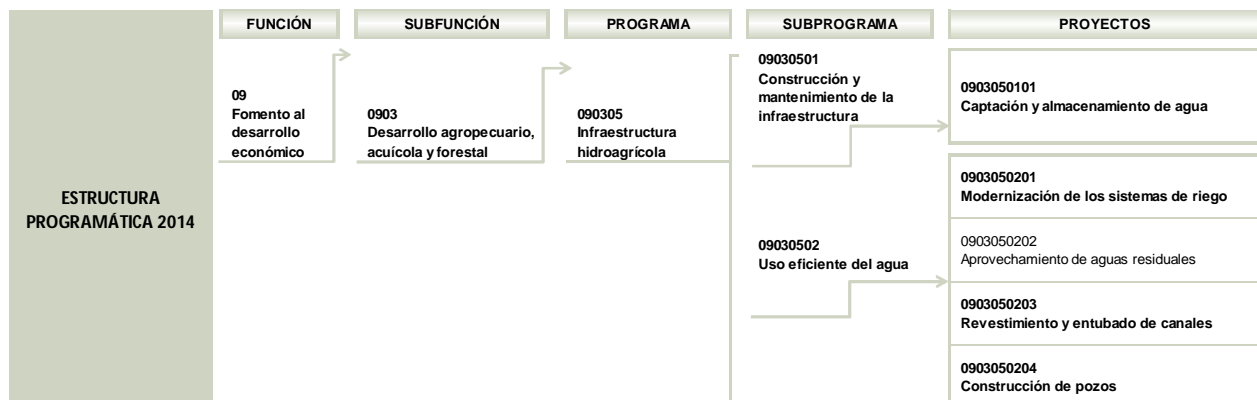 ESTRUCTURA
PROGRAMÁTICA 2014
FUNCIÓN
SUBFUNCIÓN
PROGRAMA
SUBPROGRAMA
PROYECTOS
09
Fomento al
desarrollo
económico
0903
Desarrollo agropecuario,
acuícola y forestal
090305
Infraestructura
hidroagrícola
09030501
Construcción y
mantenimiento de la
infraestructura
0903050101
Captación y almacenamiento de agua
09030502
Uso eficiente del agua
0903050201
Modernización de los sistemas de riego
0903050202
Aprovechamiento de aguas residuales
0903050203
Revestimiento y entubado de canales
0903050204
Construcción de pozos